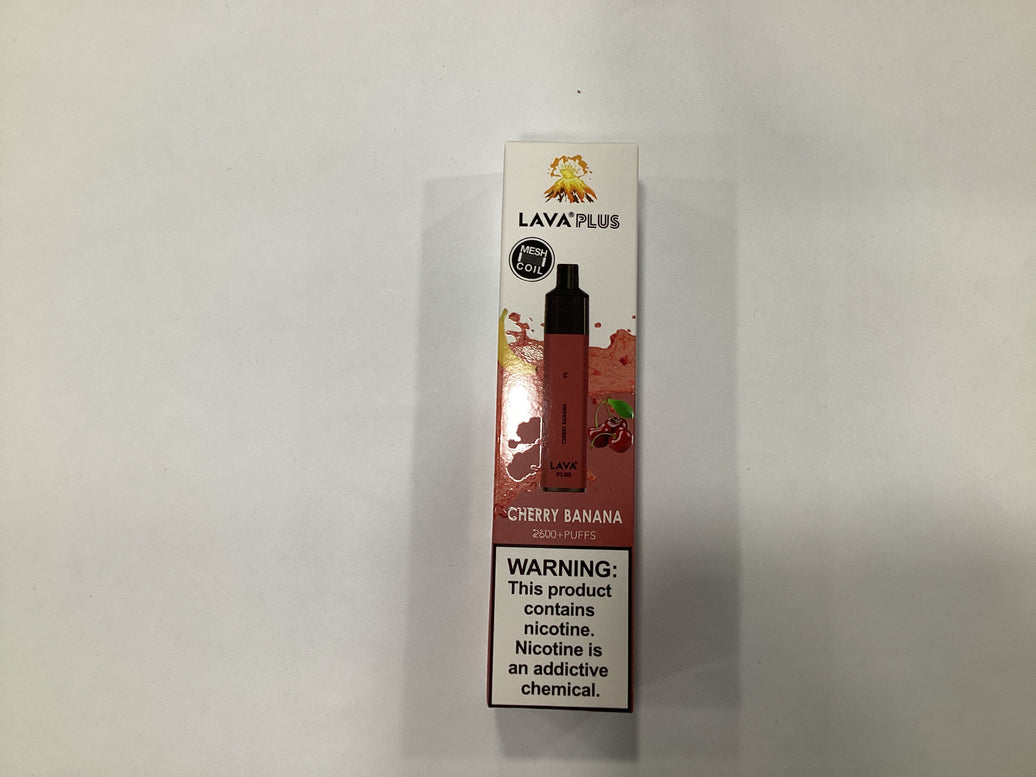 LAVA® PLUS
MESH
COIL
CHERRY BANANA
LAVA®
PLUS
CHERRY BANANA
2600+PUFFS
WARNING:
This product
contains
nicotine.
Nicotine is
an addictive
chemical.